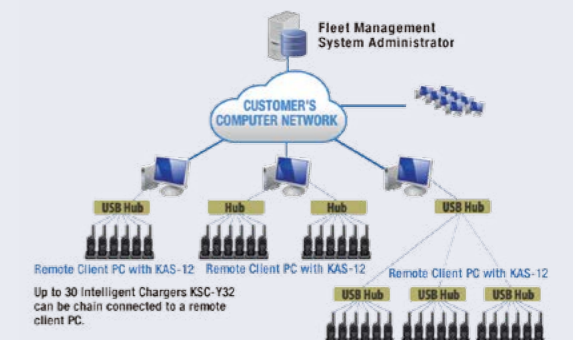 Fleet Management
System Administrator
CUSTOMER'S
COMPUTER NETWORK
USB Hub
Hub
Hub
USB Hub
Remote Client PC with KAS-12
Remote Client PC with KAS-12
Remote Client PC with KAS-12
Up to 30 Intelligent Chargers KSC-Y32
can be chain connected to a remote
client PC.
USB Hub
USB Hub
USB Hub